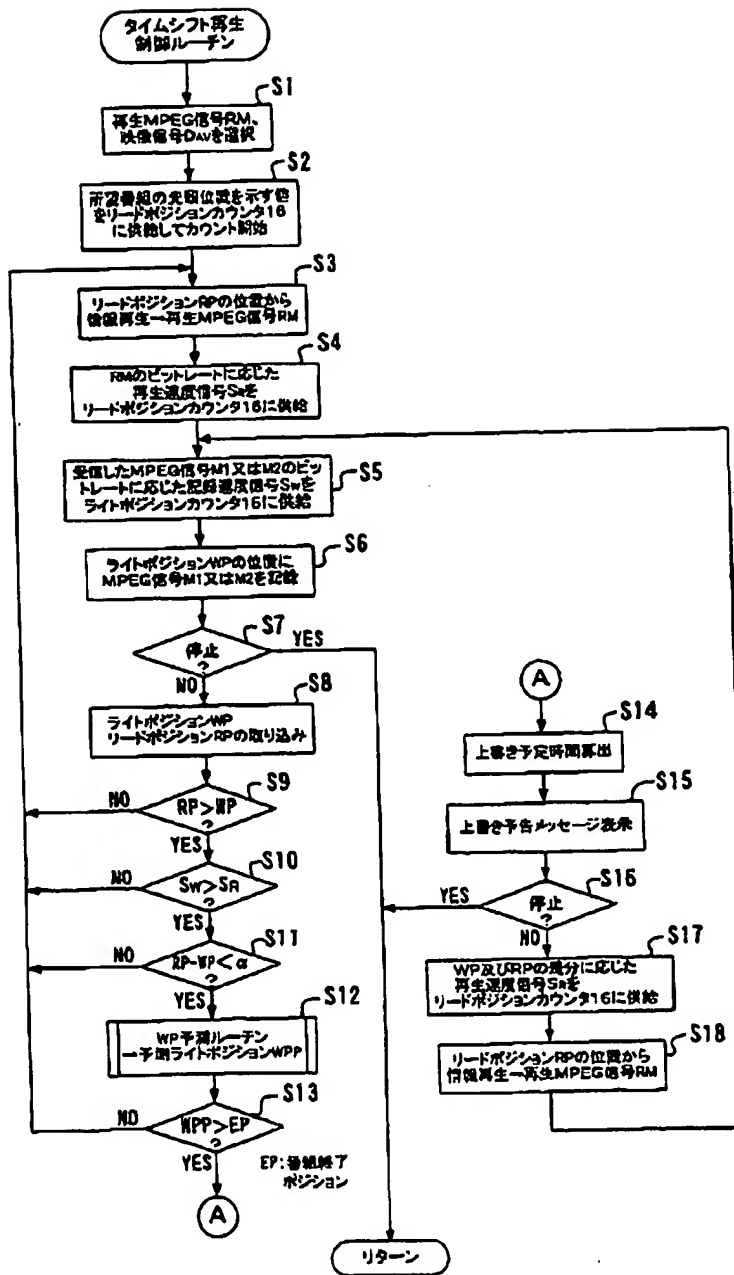 タイムシフト再生
制御ルーチン
S1
再生MPEG信号RM、
映像信号DAVを選択
S2
所望番組の先頭位置を示す値
をリードポジションカウンタ16
に供給してカウント開始
S3
リードポジションRPの位置から
情報再生→再生MPEG信号RM
S4
RMのビットレートに応じた
再生速度信号SRを
リードポジションカウンタ16に供給
S5
受信したMPEG信号M1又はM2のビッ
トレートに応じた記録速度信号SWを
ライトポジションカウンタ15に供給
S6
ライトポジションWPの位置に
MPEG信号M1又はM2を記録
S7
停止
?
YES
NO
S8
ライトポジションWP
リードポジションRPの取り込み
S9
RP>WP
?
NO
YES
S10
SW>SR
?
NO
YES
S11
RP-WP<α
?
NO
YES
S12
WP予測ルーチン
→予測ライトポジションWPP
S13
WPP>EP
?
NO
YES
EP:番組終了
ポジション
A
A
S14
上書き予定時間算出
S15
上書き予告メッセージ表示
S16
停止
?
YES
NO
S17
WP及びRPの差分に応じた
再生速度信号SRを
リードポジションカウンタ16に供給
S18
リードポジションRPの位置から
情報再生→再生MPEG信号RM
リターン